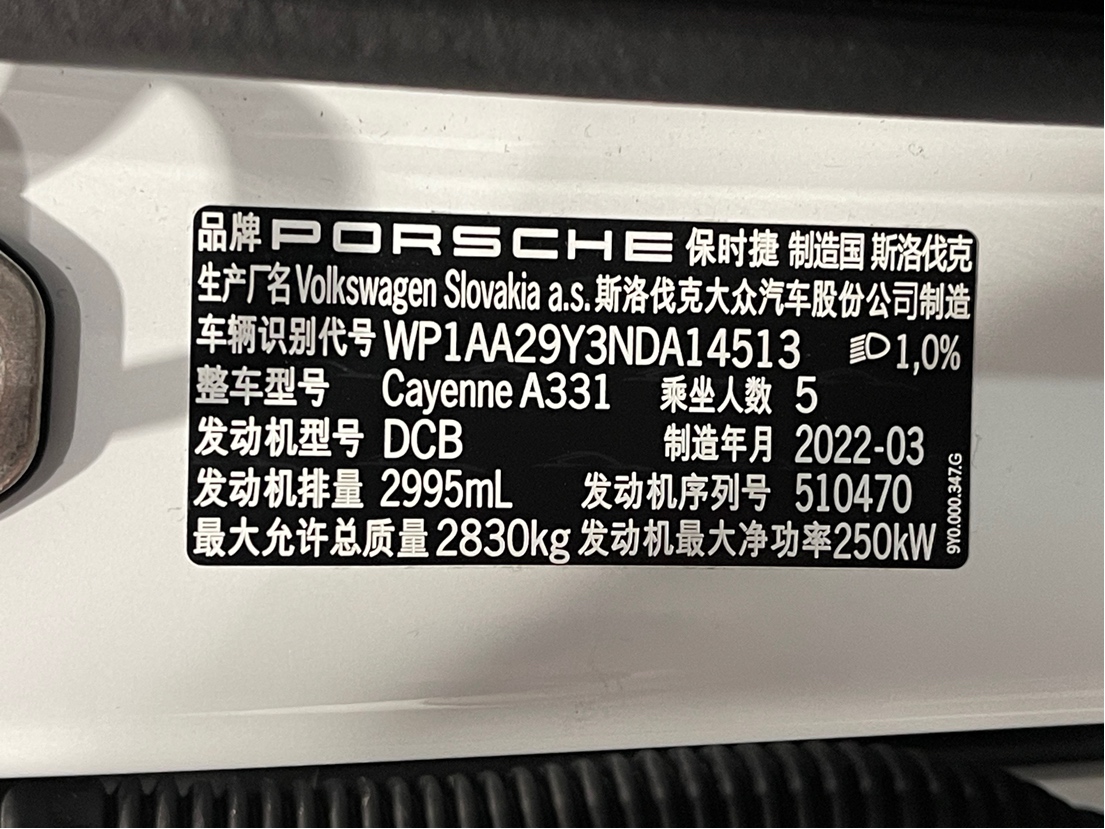 品牌 PORSCHE 保时捷 制造国 斯洛伐克
生产厂名 Volkswagen Slovakia a.s. 斯洛伐克大众汽车股份公司制造
车辆识别代号 WP1AA29Y3NDA14513 1,0%
整车型号 Cayenne A331 乘坐人数 5
发动机型号 DCB 制造年月 2022-03
发动机排量 2995mL 发动机序列号 510470
最大允许总质量 2830kg 发动机最大净功率 250kW
9Y0.000.347.G